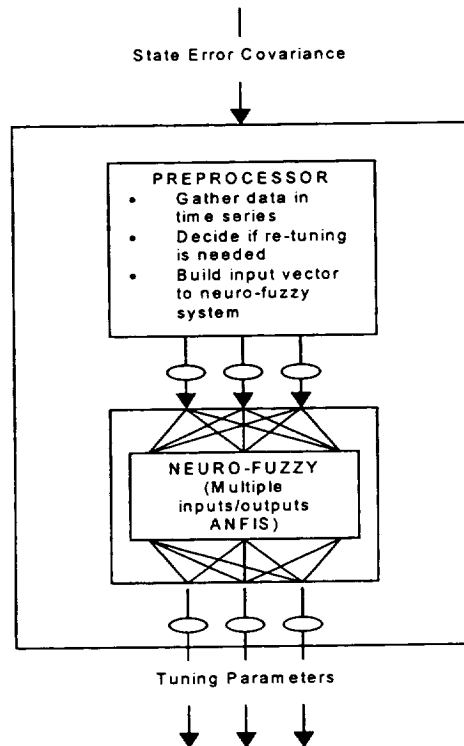 State Error Covariance
PREPROCESSOR
• Gather data in
time series
• Decide if re-tuning
is needed
• Build input vector
to neuro-fuzzy
system
NEURO-FUZZY
(Multiple
inputs/outputs
ANFIS)
Tuning Parameters